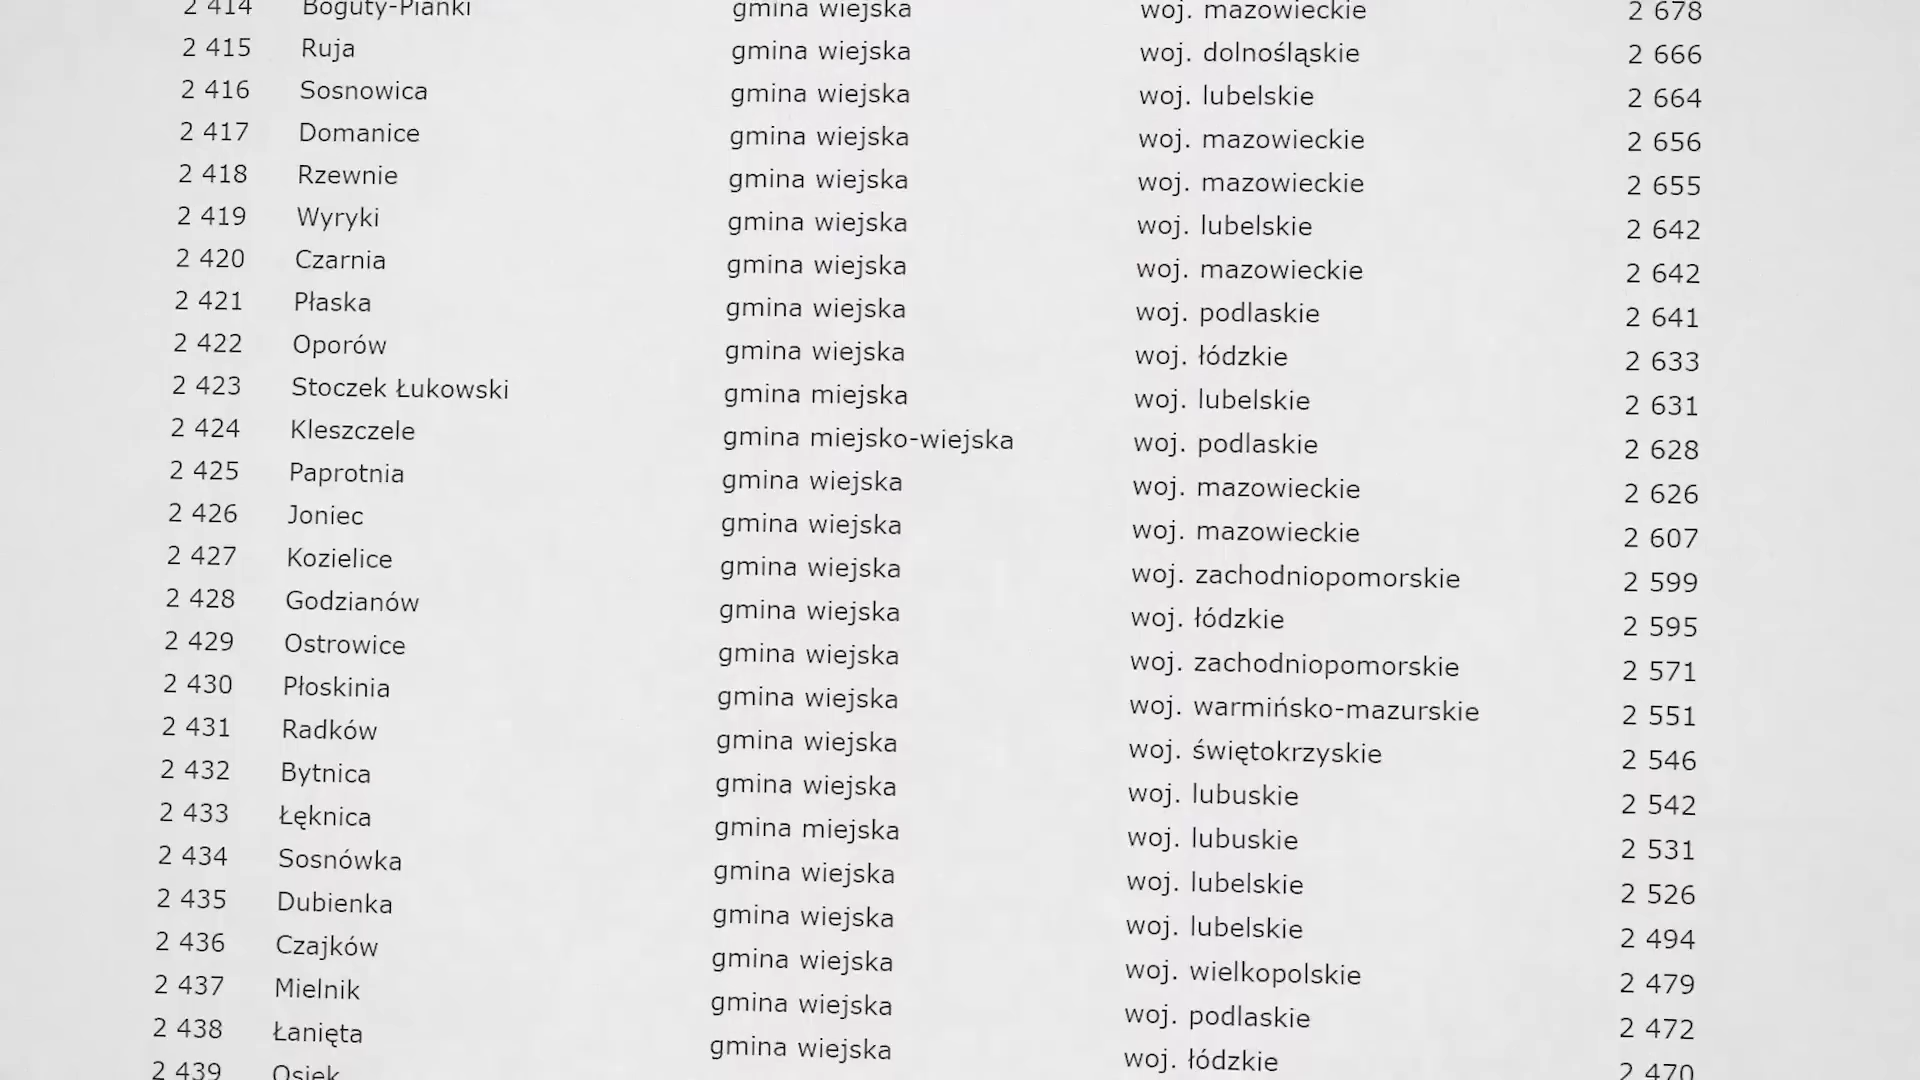 2 414 Boguty-Pianki gmina wiejska woj. mazowieckie 2 678
2 415 Ruja gmina wiejska woj. dolnośląskie 2 666
2 416 Sosnowica gmina wiejska woj. lubelskie 2 664
2 417 Domanice gmina wiejska woj. mazowieckie 2 656
2 418 Rzewnie gmina wiejska woj. mazowieckie 2 655
2 419 Wyryki gmina wiejska woj. lubelskie 2 642
2 420 Czarnia gmina wiejska woj. mazowieckie 2 642
2 421 Płaska gmina wiejska woj. podlaskie 2 641
2 422 Oporów gmina wiejska woj. łódzkie 2 633
2 423 Stoczek Łukowski gmina miejska woj. lubelskie 2 631
2 424 Kleszczele gmina miejsko-wiejska woj. podlaskie 2 628
2 425 Paprotnia gmina wiejska woj. mazowieckie 2 626
2 426 Joniec gmina wiejska woj. mazowieckie 2 607
2 427 Kozielice gmina wiejska woj. zachodniopomorskie 2 599
2 428 Godzianów gmina wiejska woj. łódzkie 2 595
2 429 Ostrowice gmina wiejska woj. zachodniopomorskie 2 571
2 430 Płoskinia gmina wiejska woj. warmińsko-mazurskie 2 551
2 431 Radków gmina wiejska woj. świętokrzyskie 2 546
2 432 Bytnica gmina wiejska woj. lubuskie 2 542
2 433 Łęknica gmina miejska woj. lubuskie 2 531
2 434 Sosnówka gmina wiejska woj. lubelskie 2 526
2 435 Dubienka gmina wiejska woj. lubelskie 2 494
2 436 Czajków gmina wiejska woj. wielkopolskie 2 479
2 437 Mielnik gmina wiejska woj. podlaskie 2 472
2 438 Łanięta gmina wiejska woj. łódzkie 2 470
2 439 Osiek